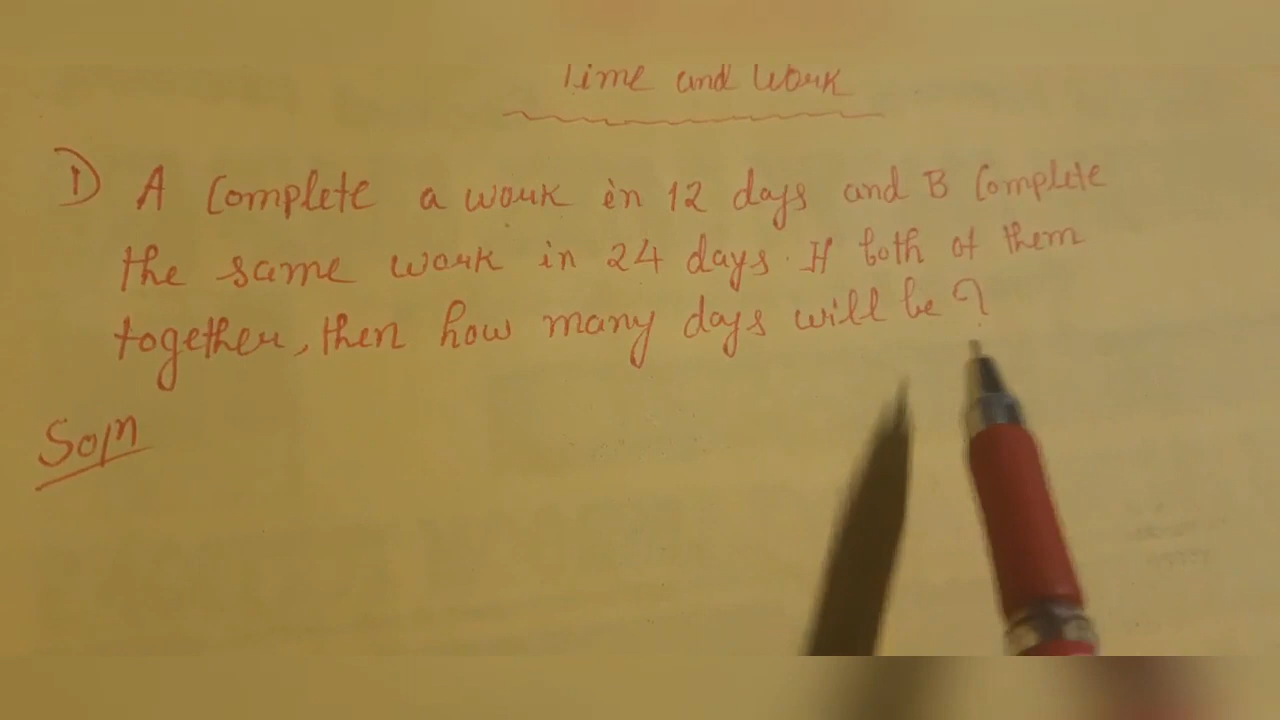 Time and Work
1) A Complete a work in 12 days and B Complete
the same work in 24 days. If both of them
together, then how many days will be?
Soln